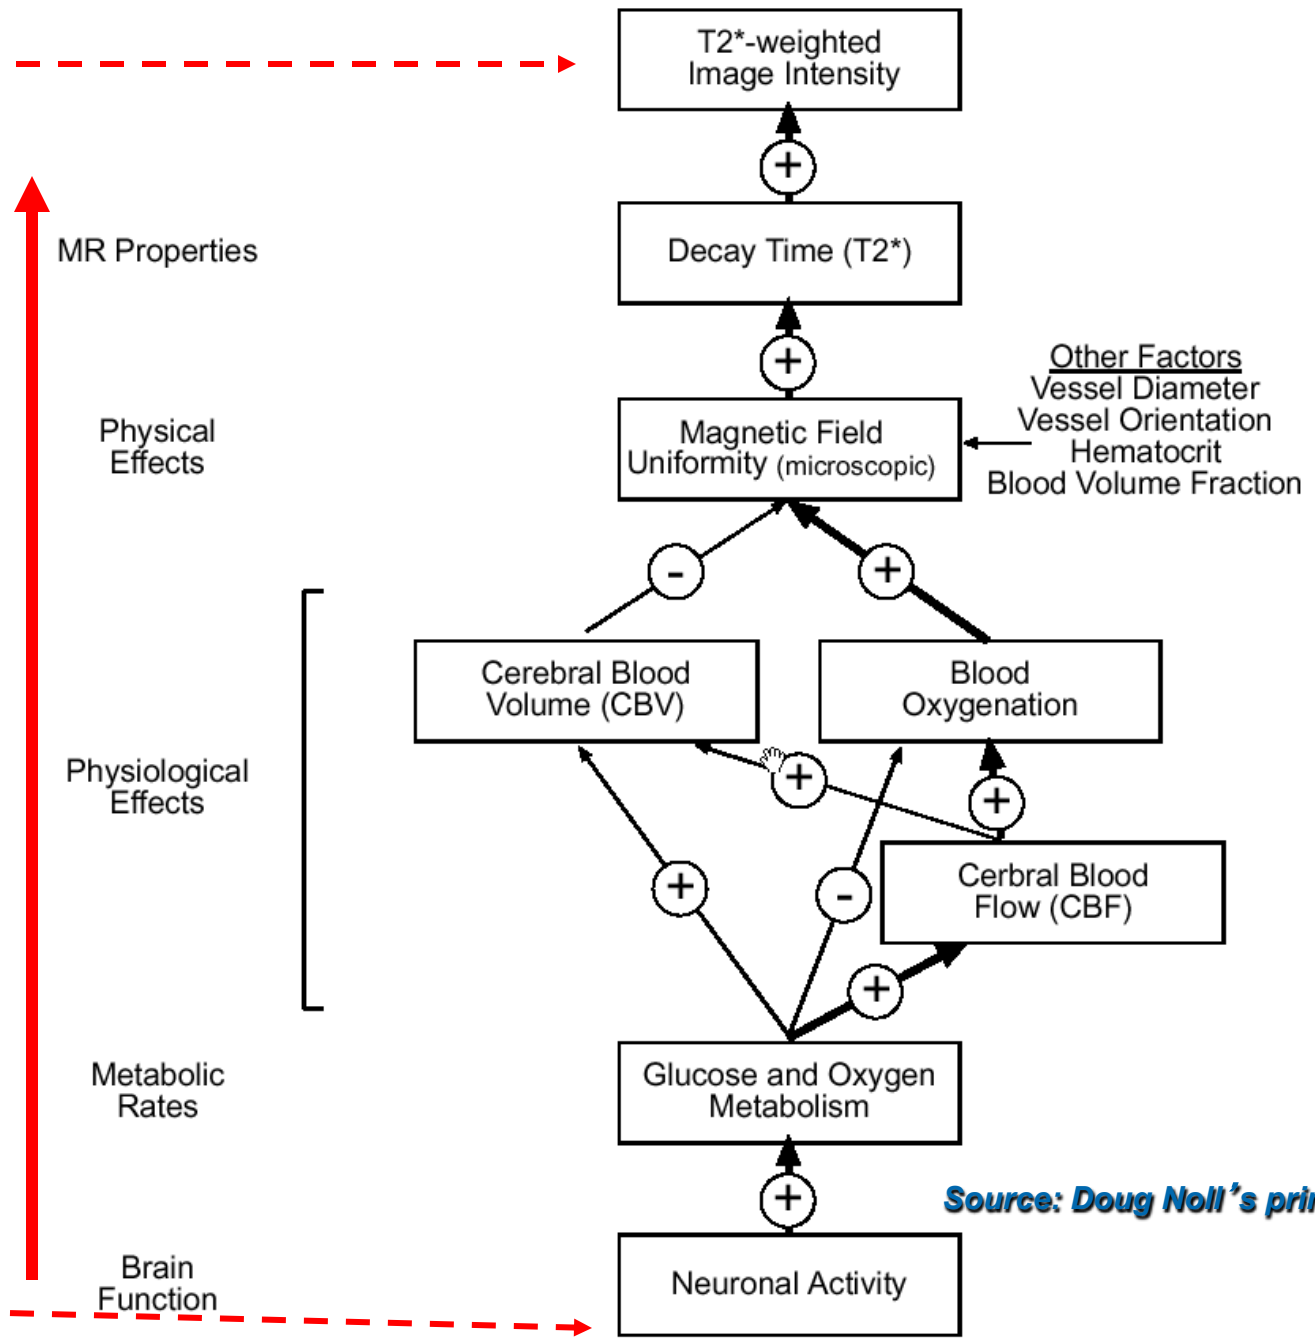 T2*-weighted
Image Intensity
+
MR Properties
Decay Time (T2*)
+
Other Factors
Vessel Diameter
Vessel Orientation
Hematocrit
Blood Volume Fraction
Physical
Effects
Magnetic Field
Uniformity (microscopic)
-
+
Cerebral Blood
Volume (CBV)
Blood
Oxygenation
Physiological
Effects
+
+
+
-
Cerbral Blood
Flow (CBF)
+
Metabolic
Rates
Glucose and Oxygen
Metabolism
+
Source: Doug Noll's
Brain
Function
Neuronal Activity